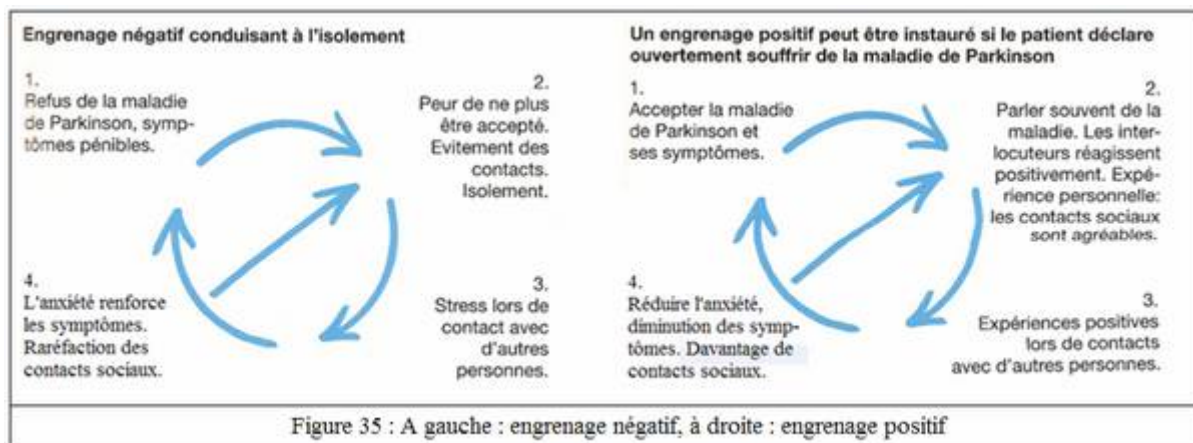 Engrenage négatif conduisant à l'isolement
1.
Refus de la maladie
de Parkinson, symp-
tômes pénibles.
2.
Peur de ne plus
être accepté.
Evitement des
contacts.
Isolement.
3.
Stress lors de
contact avec
d'autres
personnes.
4.
L'anxiété renforce
les symptômes.
Raréfaction des
contacts sociaux.
Un engrenage positif peut être instauré si le patient déclare
ouvertement souffrir de la maladie de Parkinson
1.
Accepter la maladie
de Parkinson et
ses symptômes.
2.
Parler souvent de la
maladie. Les inter-
locuteurs réagissent
positivement. Expé-
rience personnelle:
les contacts sociaux
sont agréables.
3.
Expériences positives
lors de contacts
avec d'autres personnes.
4.
Réduire l'anxiété,
diminution des symp-
tômes. Davantage de
contacts sociaux.
Figure 35 : A gauche : engrenage négatif, à droite : engrenage positif